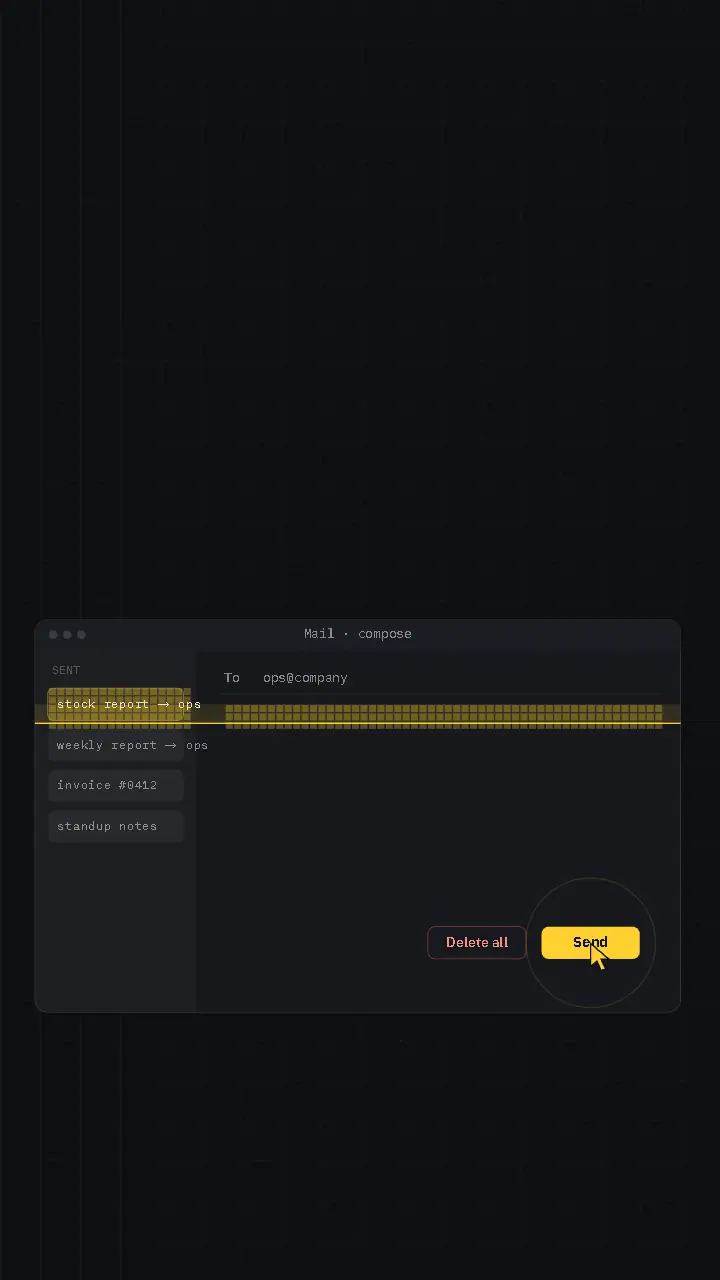 Mail · compose
SENT
To ops@company
stock report → ops
weekly report → ops
invoice #0412
standup notes
Delete all
Send